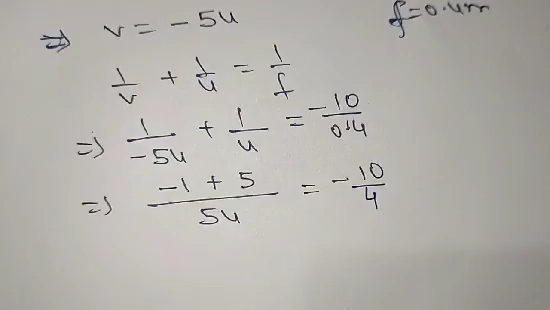 ⇒ v = -5u f = 0.4m
1/v + 1/u = 1/f
⇒ 1/-5u + 1/u = -10/0.4
⇒ -1 + 5/5u = -10/4